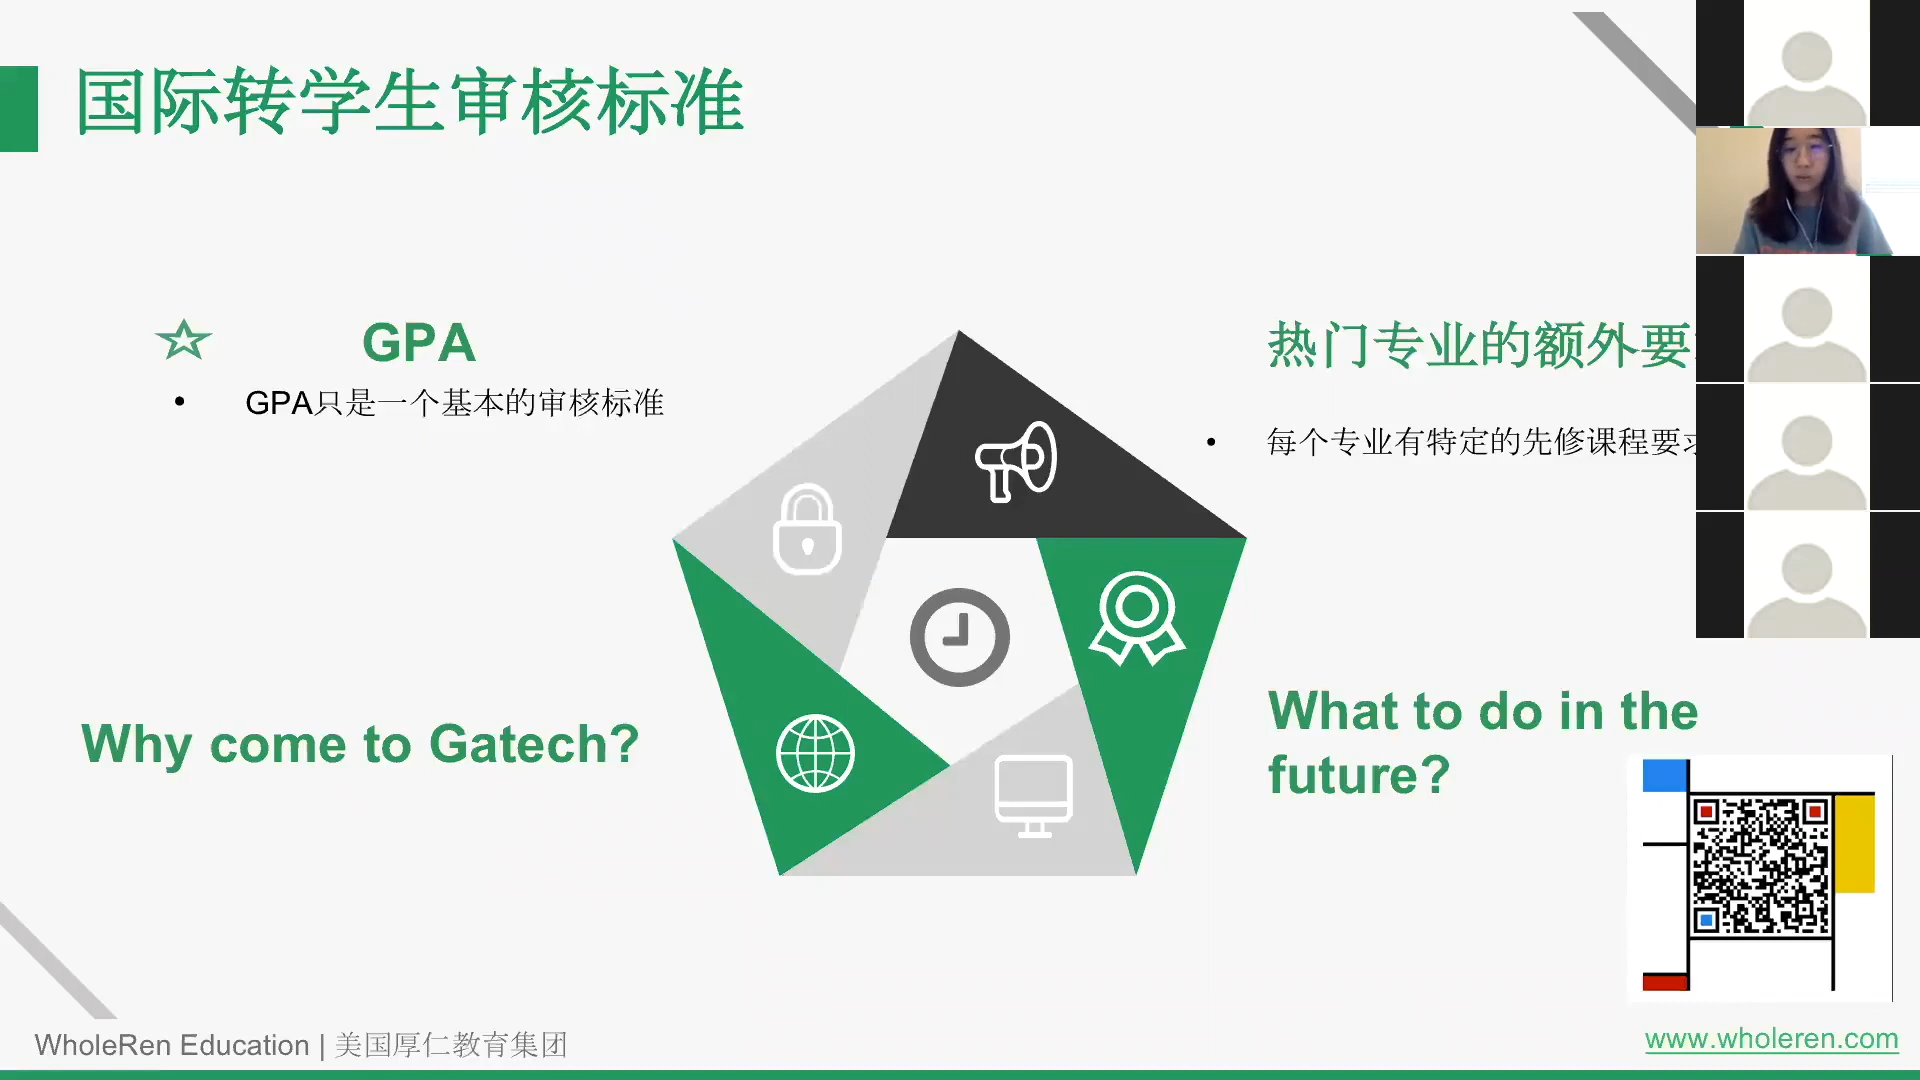 国际转学生审核标准
GPA
• GPA只是一个基本的审核标准
热门专业的额外要
• 每个专业有特定的先修课程要求
Why come to Gatech?
What to do in the
future?
WholeRen Education | 美国厚仁教育集团
www.wholeren.com